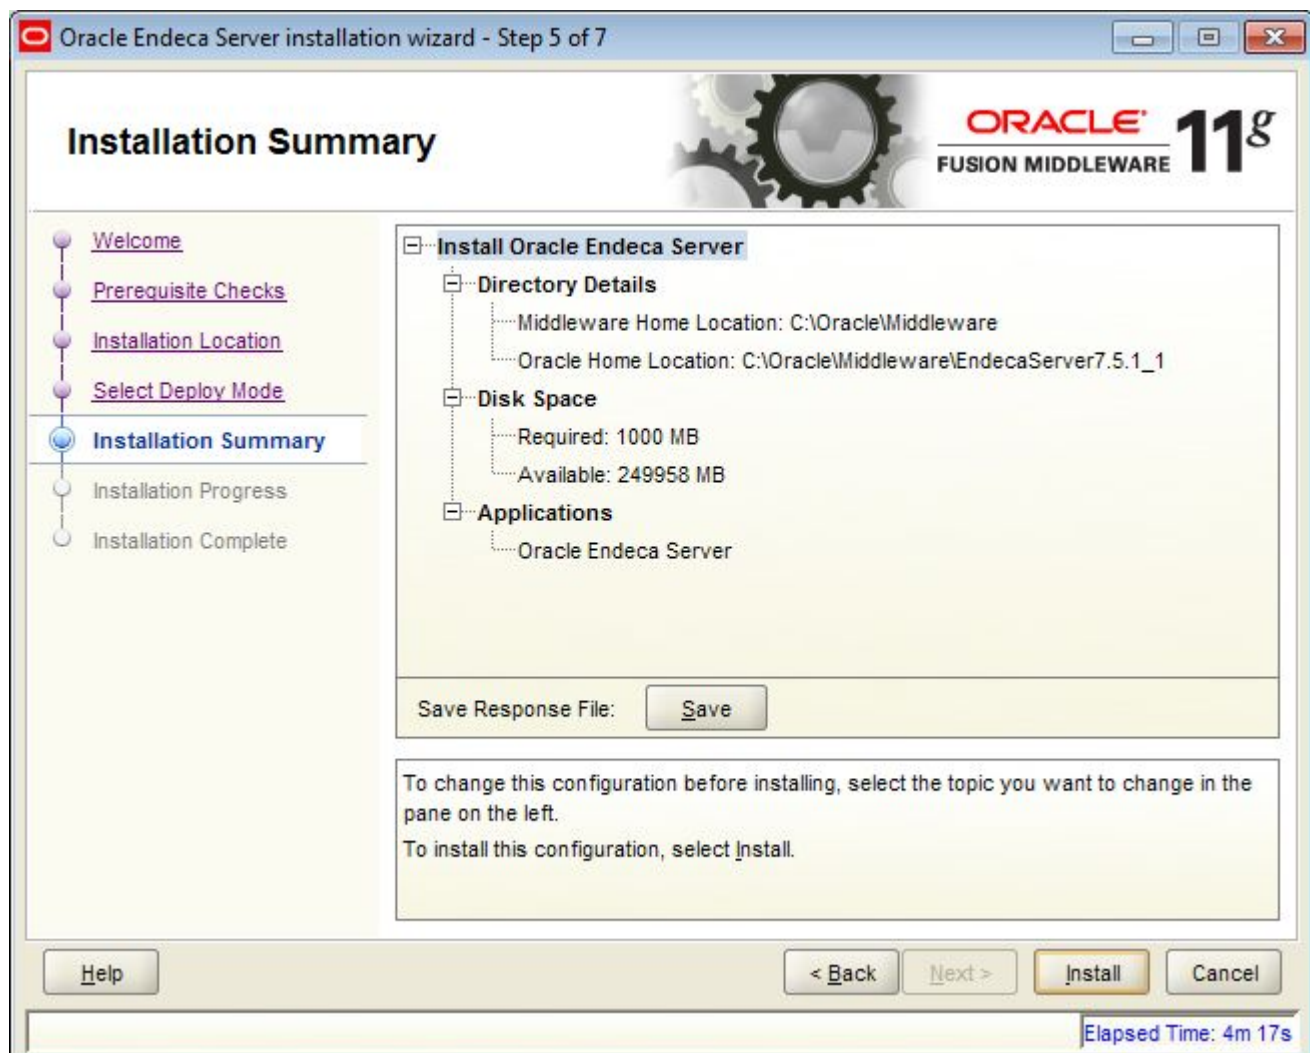 Oracle Endeca Server installation wizard - Step 5 of 7
Installation Summary
ORACLE
FUSION MIDDLEWARE
11g
Welcome
Prerequisite Checks
Installation Location
Select Deploy Mode
Installation Summary
Installation Progress
Installation Complete
Install Oracle Endeca Server
Directory Details
Middleware Home Location: C:\Oracle\Middleware
Oracle Home Location: C:\Oracle\Middleware\EndecaServer7.5.1_1
Disk Space
Required: 1000 MB
Available: 249958 MB
Applications
Oracle Endeca Server
Save Response File:
Save
To change this configuration before installing, select the topic you want to change in the
pane on the left.
To install this configuration, select Install.
Help
< Back
Next >
Install
Cancel
Elapsed Time: 4m 17s